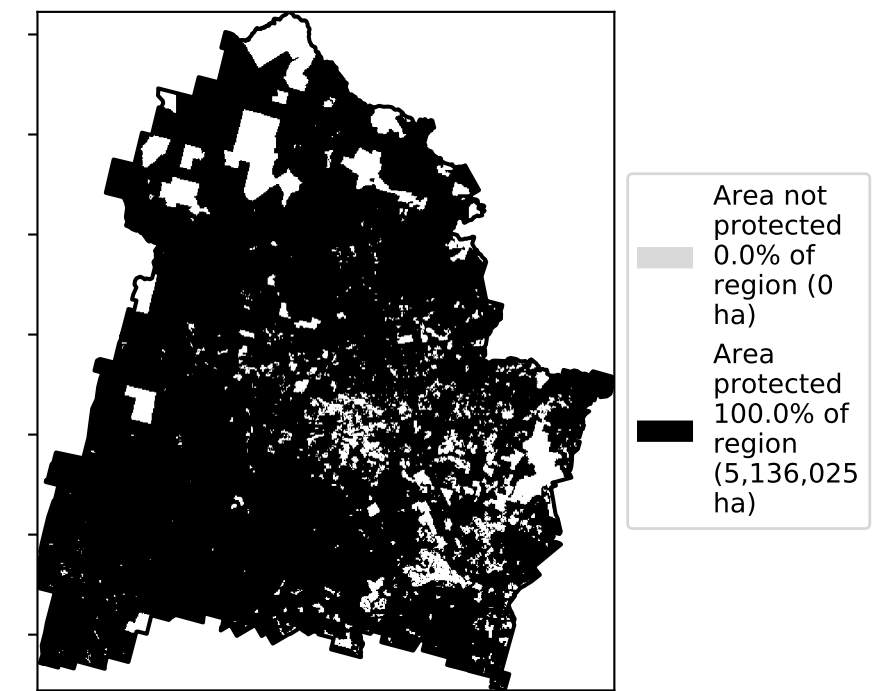 Area not
protected
0.0% of
region (0
ha)
Area
protected
100.0% of
region
(5,136,025
ha)